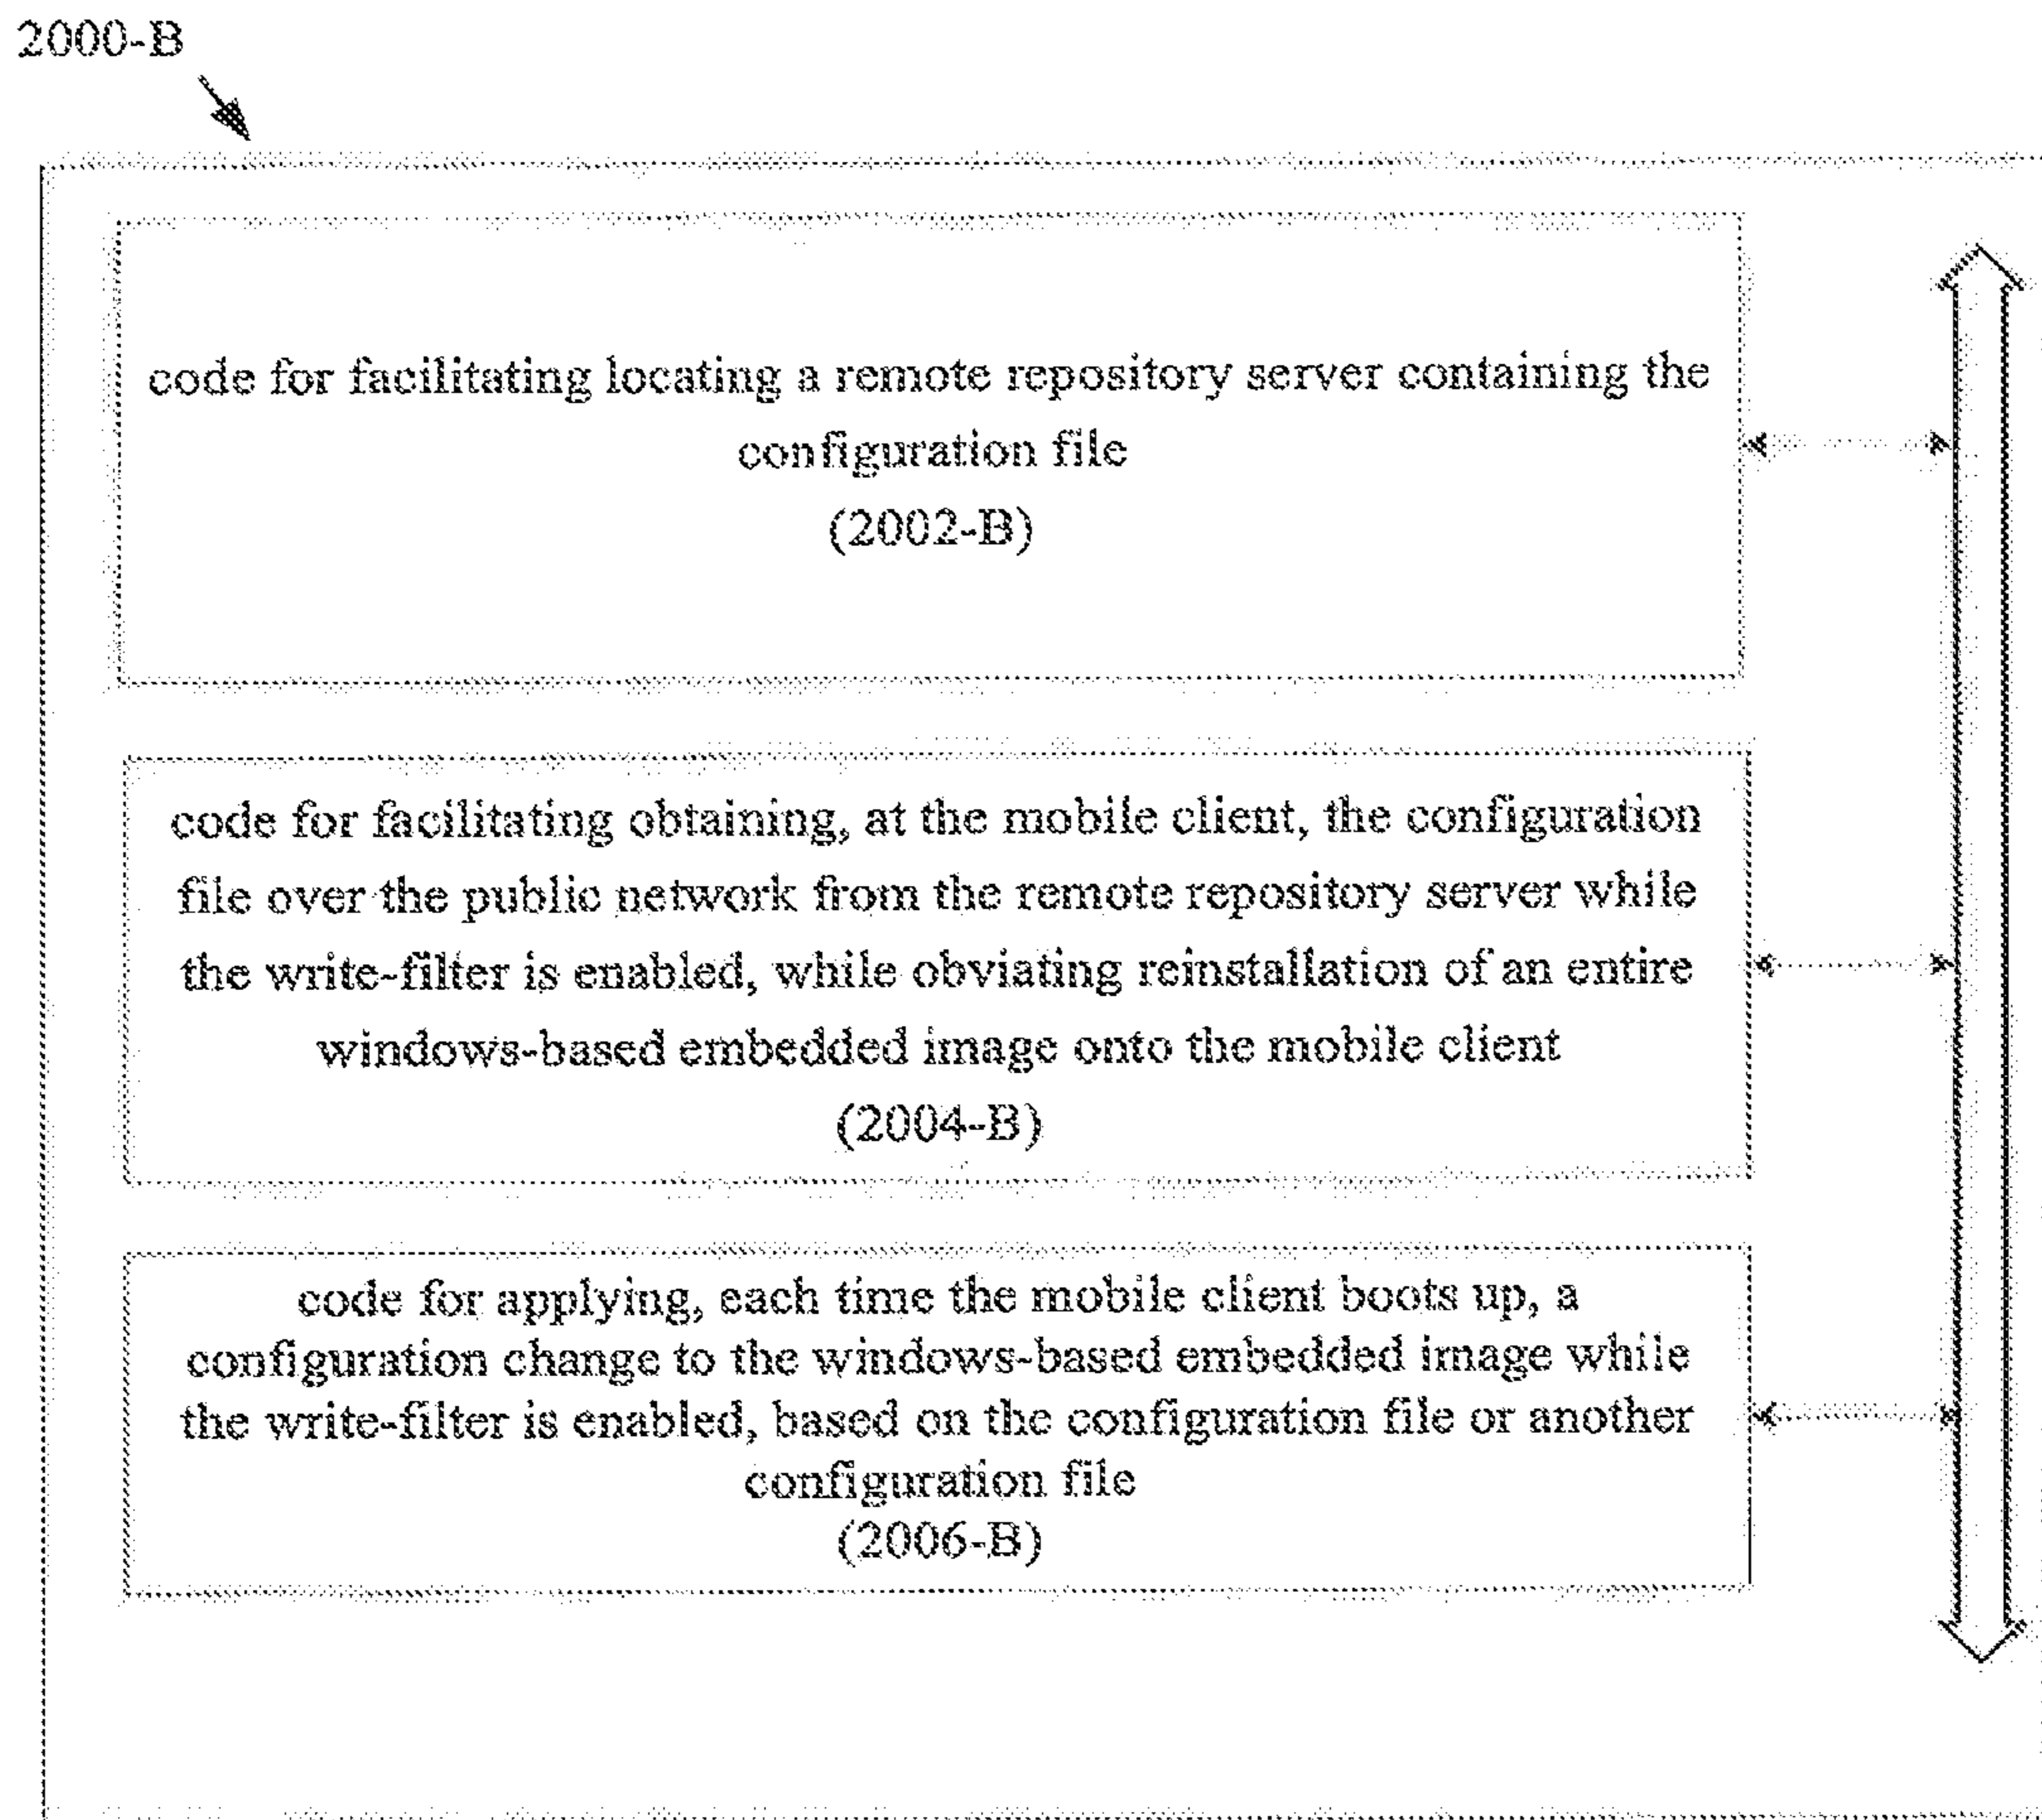 2000-B
code for facilitating locating a remote repository server containing the
configuration file
(2002-B)
code for facilitating obtaining, at the mobile client, the configuration
file over the public network from the remote repository server while
the write-filter is enabled, while obviating reinstallation of an entire
windows-based embedded image onto the mobile client
(2004-B)
code for applying, each time the mobile client boots up, a
configuration change to the windows-based embedded image while
the write-filter is enabled, based on the configuration file or another
configuration file
(2006-B)